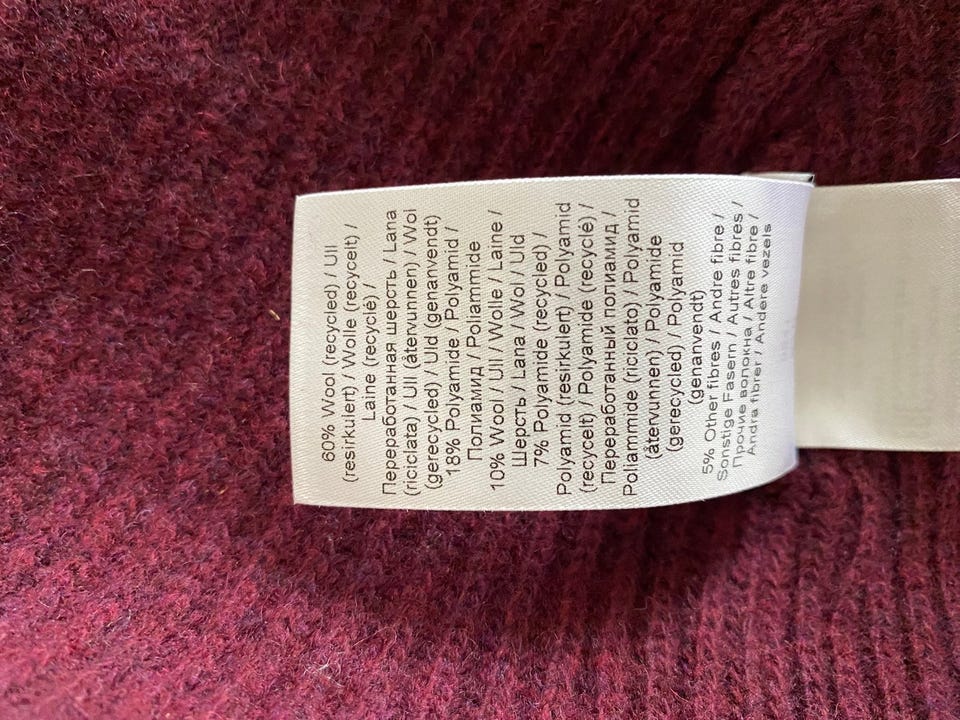 60% Wool (recycled) / Ull
(resirkulert) / Wolle (recycelt) /
Laine (recyclé) /
Переработанная шерсть / Lana
(riciclata) / Ull (återvunnen) / Wol
(gerecycled) / Uld (genanvendt)
18% Polyamide / Polyamid /
Полиамид / Poliammide
10% Wool / Ull / Wolle / Laine /
Шерсть / Lana / Wol / Uld
7% Polyamide (recycled) /
Polyamid (resirkulert) / Polyamid
(recycelt) / Polyamide (recyclé) /
Переработанный полиамид /
Poliammide (riciclato) / Polyamid
(återvunnen) / Polyamide
(gerecycled) / Polyamid
(genanvendt)
5% Other fibres / Andre fibre /
Sonstige Fasern / Autres fibres /
Прочие волокна / Altre fibre /
Andra fibrer / Andere vezels